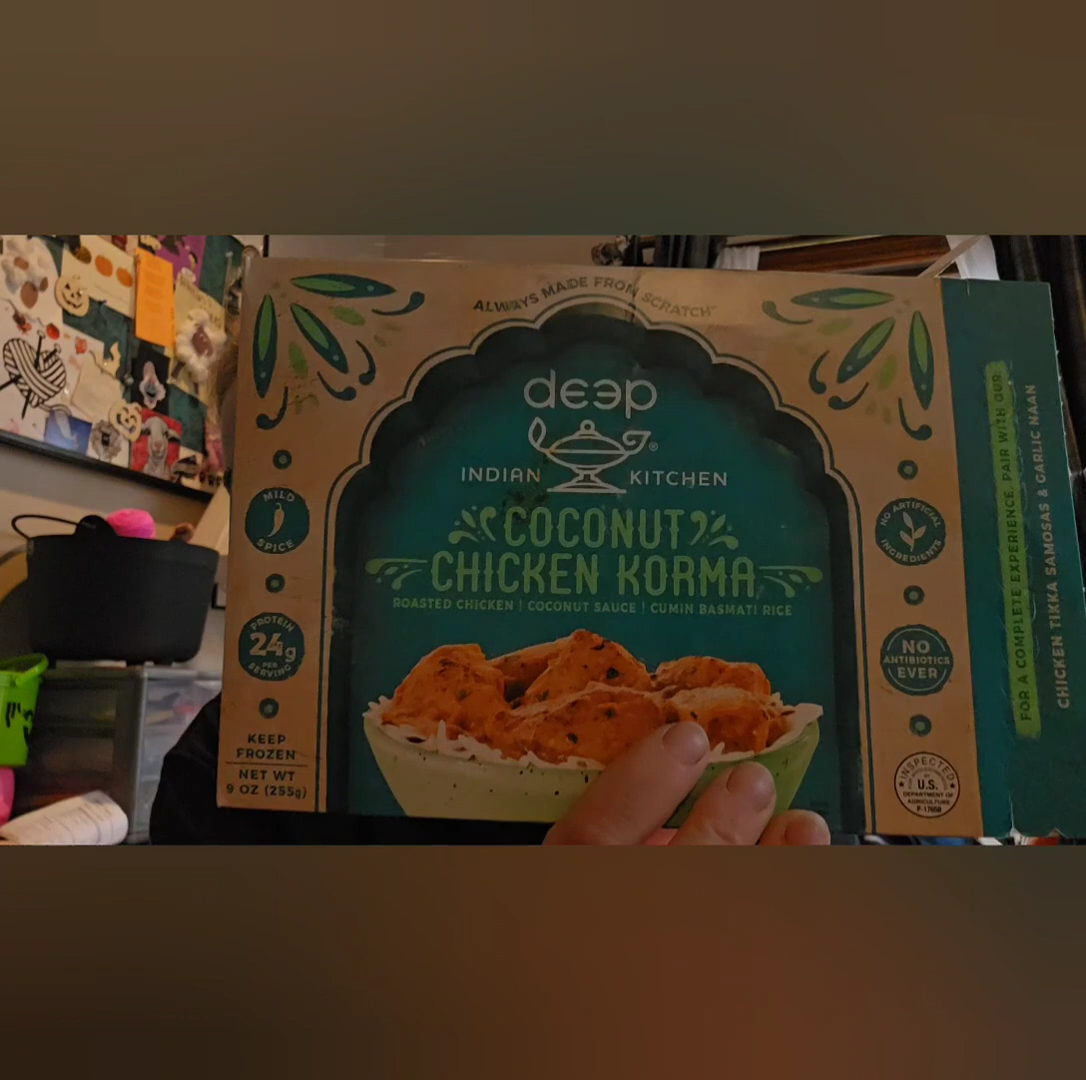 ALWAYS MADE FROM SCRATCH
deep
INDIAN KITCHEN
®
COCONUT
CHICKEN KORMA
ROASTED CHICKEN | COCONUT SAUCE | CUMIN BASMATI RICE
MILD
SPICE
PROTEIN
24g
PER
SERVING
KEEP
FROZEN
NET WT
9 OZ (255g)
NO ARTIFICIAL
INGREDIENTS
NO
ANTIBIOTICS
EVER
INSPECTED
U.S.
DEPARTMENT OF
AGRICULTURE
P-17658
FOR A COMPLETE EXPERIENCE, PAIR WITH OUR
CHICKEN TIKKA SAMOSAS & GARLIC NAAN